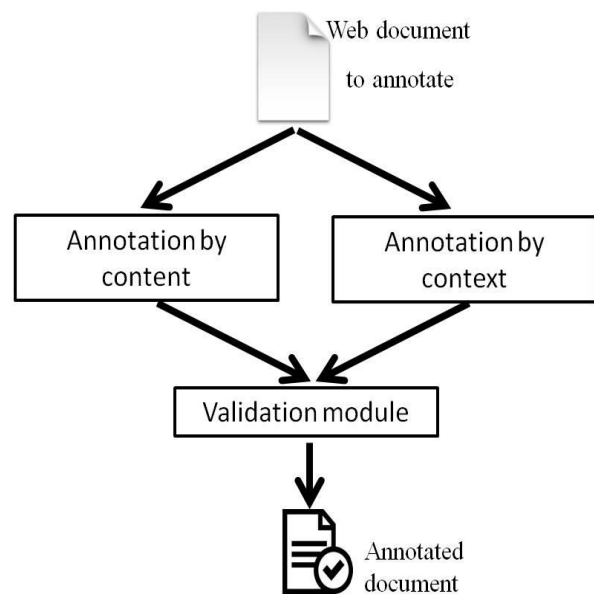 Web document
to annotate
Annotation by
content
Annotation by
context
Validation module
Annotated
document